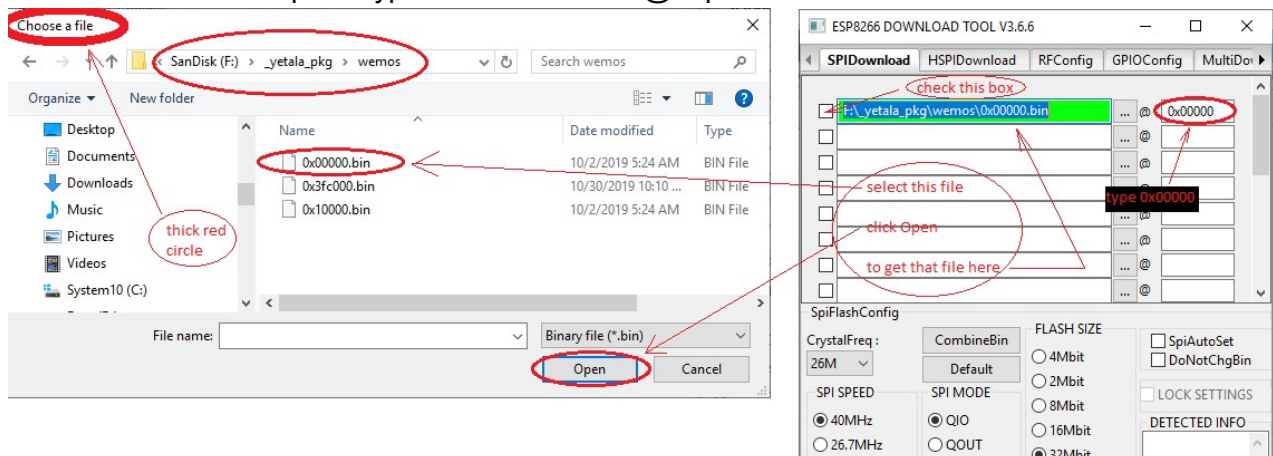 Choose a file
SanDisk (F:) › _yetala_pkg › wemos
Search wemos
Organize
New folder
Desktop
Documents
Downloads
Music
Pictures
Videos
System10 (C:)
Name
Date modified
Type
0x00000.bin
10/2/2019 5:24 AM
BIN File
0x3fc000.bin
10/30/2019 10:10 ...
BIN File
0x10000.bin
10/2/2019 5:24 AM
BIN File
thick red
circle
File name:
Binary file (*.bin)
Open
Cancel
ESP8266 DOWNLOAD TOOL V3.6.6
SPIDownload
HSPIDownload
RFConfig
GPIOConfig
MultiDo
check this box
F:\_yetala_pkg\wemos\0x00000.bin
...
@
0x00000
...
@
...
@
...
@
type 0x00000
...
@
...
@
...
@
...
@
select this file
click Open
to get that file here
SpiFlashConfig
CrystalFreq :
26M
CombineBin
Default
SPI SPEED
40MHz
26.7MHz
SPI MODE
QIO
QOUT
FLASH SIZE
4Mbit
2Mbit
8Mbit
16Mbit
32Mbit
SpiAutoSet
DoNotChgBin
LOCK SETTINGS
DETECTED INFO